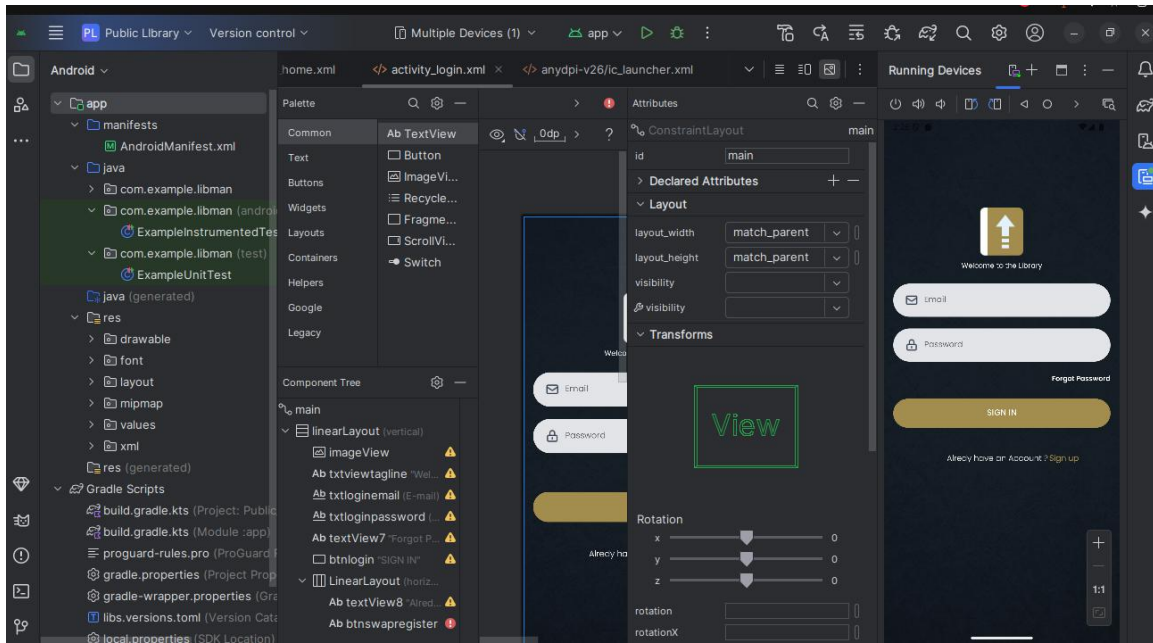 PL Public Library Version control Multiple Devices (1) app
Android
app
manifests
AndroidManifest.xml
java
com.example.libman
com.example.libman (androi
ExampleInstrumentedTes
com.example.libman (test)
ExampleUnitTest
java (generated)
res
drawable
font
layout
mipmap
values
xml
res (generated)
Gradle Scripts
build.gradle.kts (Project: Public
build.gradle.kts (Module :app)
proguard-rules.pro (ProGuard
gradle.properties (Project Prop
gradle-wrapper.properties (Gra
libs.versions.toml (Version Cata
local.properties (SDK Location)
_home.xml activity_login.xml anydpi-v26/ic_launcher.xml
Palette
Common
Text
Buttons
Widgets
Layouts
Containers
Helpers
Google
Legacy
Ab TextView
Button
ImageVi...
Recycle...
Fragme...
ScrollVi...
Switch
Component Tree
main
linearLayout (vertical)
imageView
Ab txtviewtagline "Wel...
Ab txtloginemail (E-mail)
Ab txtloginpassword (...
Ab textView7 "Forgot P...
btnlogin "SIGN IN"
LinearLayout (horiz...
Ab textView8 "Alred...
Ab btnswapregister
0dp
?
Welco
Email
Password
Alredy ha
Attributes
ConstraintLayout main
id main
Declared Attributes
Layout
layout_width match_parent
layout_height match_parent
visibility
visibility
Transforms
View
Rotation
x 0
y 0
z 0
rotation
rotationX
Running Devices
Welcome to the Library
Email
Password
Forgot Password
SIGN IN
Alredy have an Account ? Sign up
1:1